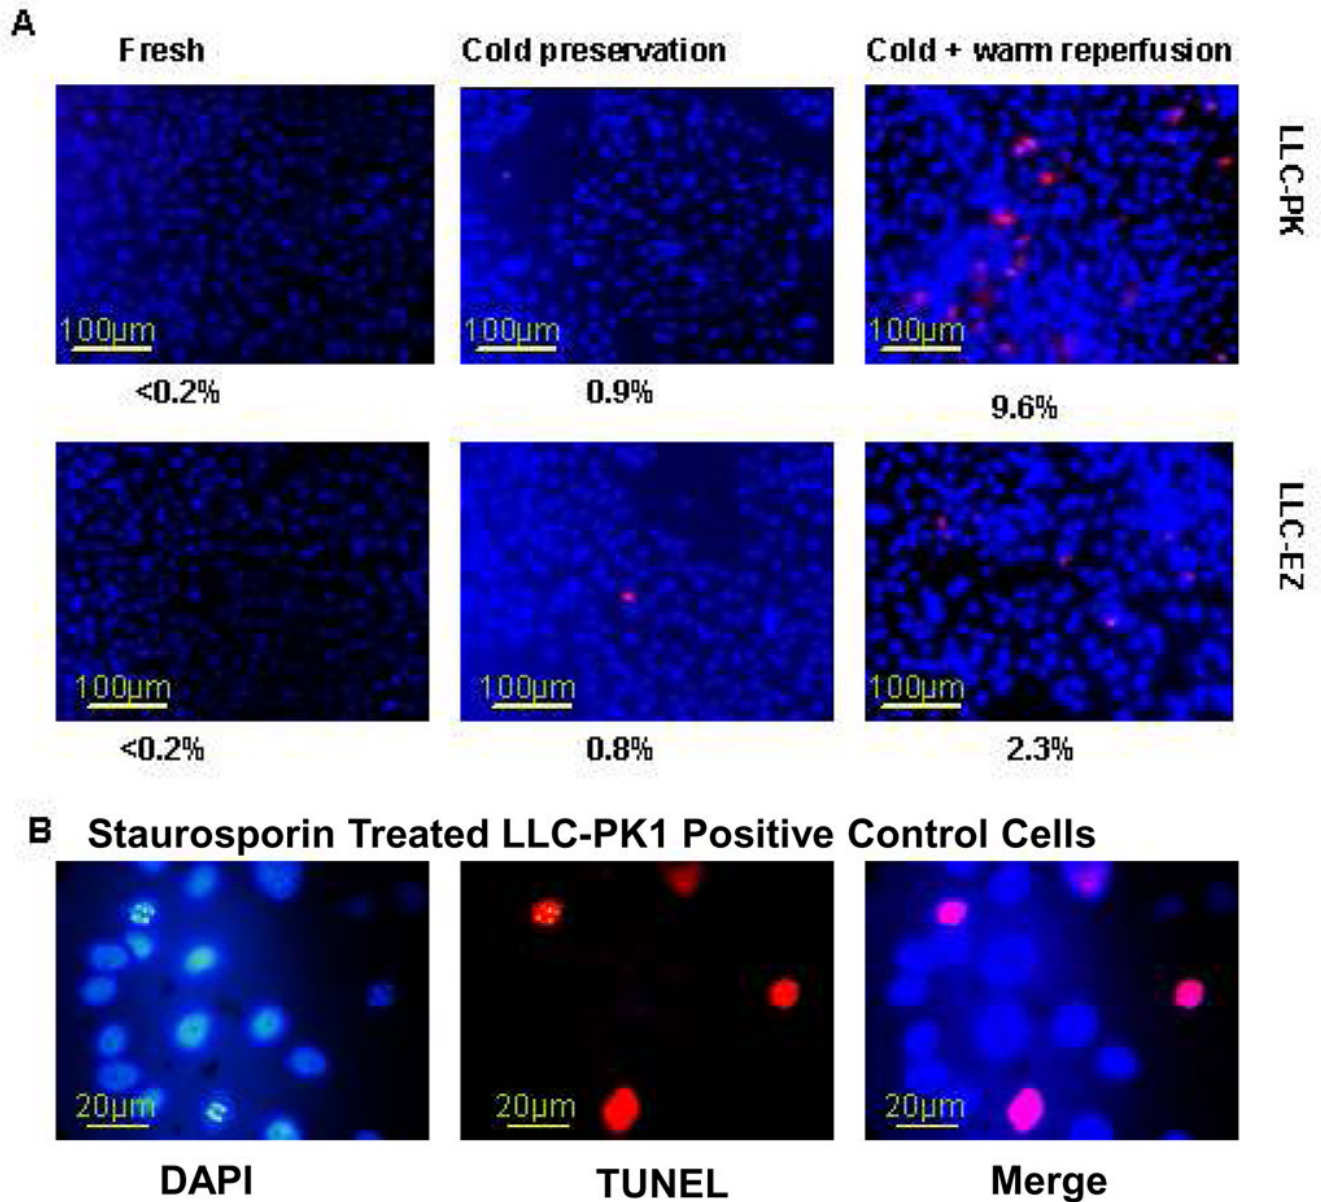 A
Fresh Cold preservation Cold + warm reperfusion
100µm 100µm 100µm
LLC-PK
<0.2% 0.9% 9.6%
100µm 100µm 100µm
LLC-EZ
<0.2% 0.8% 2.3%
B Staurosporin Treated LLC-PK1 Positive Control Cells
20µm 20µm 20µm
DAPI TUNEL Merge